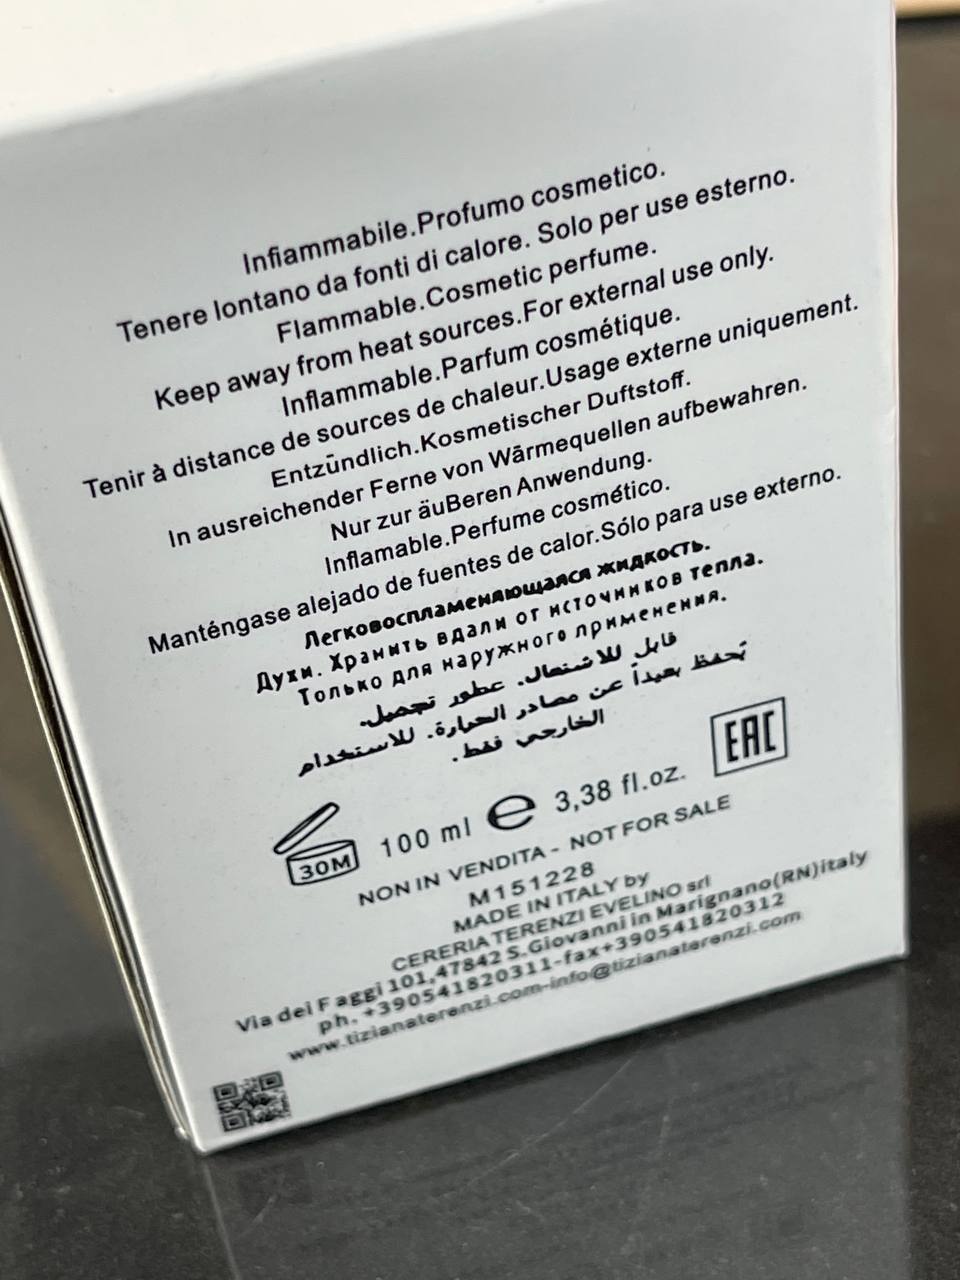 Infiammabile.Profumo cosmetico.
Tenere lontano da fonti di calore. Solo per use esterno.
Flammable.Cosmetic perfume.
Keep away from heat sources.For external use only.
Inflammable.Parfum cosmétique.
Tenir à distance de sources de chaleur.Usage externe uniquement.
Entzūndlich.Kosmetischer Duftstoff.
In ausreichender Ferne von Wārmequellen aufbewahren.
Nur zur äuBeren Anwendung.
Inflamable.Perfume cosmético.
Manténgase alejado de fuentes de calor.Sólo para use externo.
Легковоспламеняющаяся жидкость.
Духи. Хранить вдали от источников тепла.
Только для наружного применения.
قابل للاشتعال. عطور تجميل.
تحفظ بعيداً عن مصادر الحرارة. للاستخدام
الخارجي فقط.
30M 100 ml e 3,38 fl.oz. EAC
NON IN VENDITA - NOT FOR SALE
M151228
MADE IN ITALY by
CERERIA TERENZI EVELINO srl
Via dei Faggi 101,47842 S.Giovanni in Marignano(RN)italy
ph. +390541820311-fax+390541820312
www.tizianaterenzi.com-info@tizianaterenzi.com